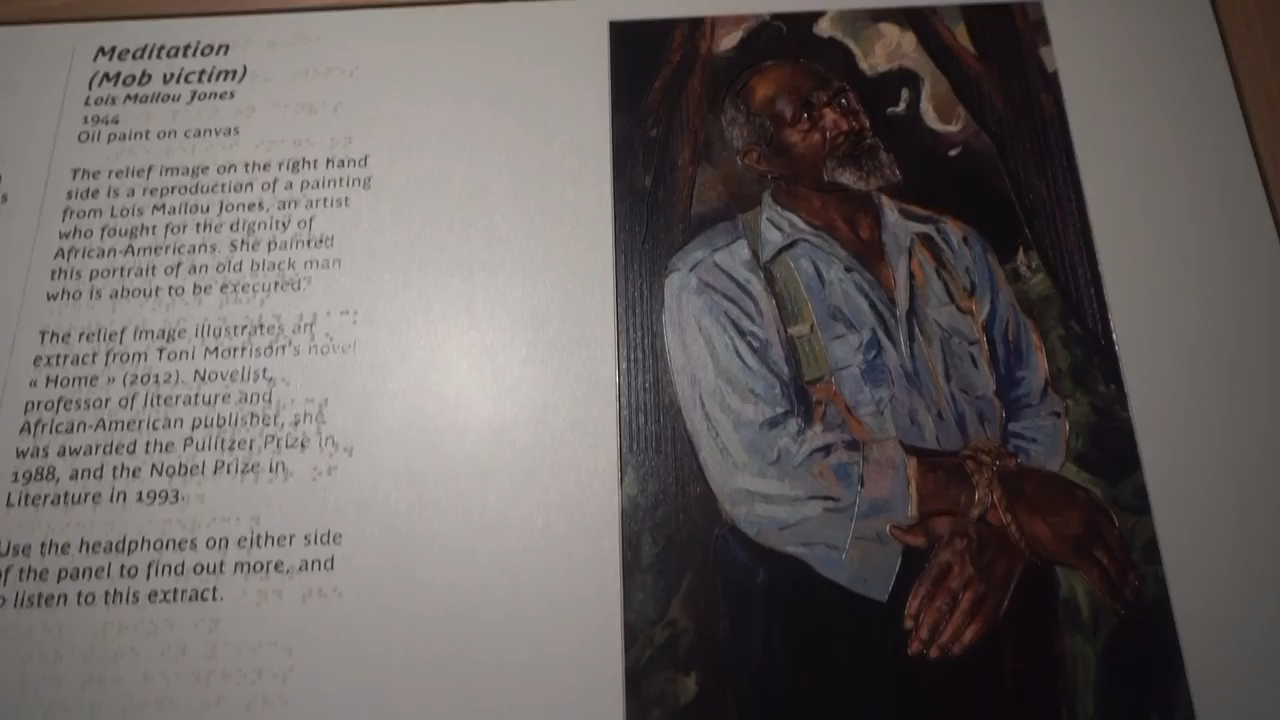 Meditation
(Mob victim)
Lois Mailou Jones
1944
Oil paint on canvas
The relief image on the right hand
side is a reproduction of a painting
from Lois Mailou Jones, an artist
who fought for the dignity of
African-Americans. She painted
this portrait of an old black man
who is about to be executed.
The relief image illustrates an
extract from Toni Morrison's novel
« Home » (2012). Novelist,
professor of literature and
African-American publisher, she
was awarded the Pulitzer Prize in
1988, and the Nobel Prize in
Literature in 1993.
Use the headphones on either side
of the panel to find out more, and
to listen to this extract.